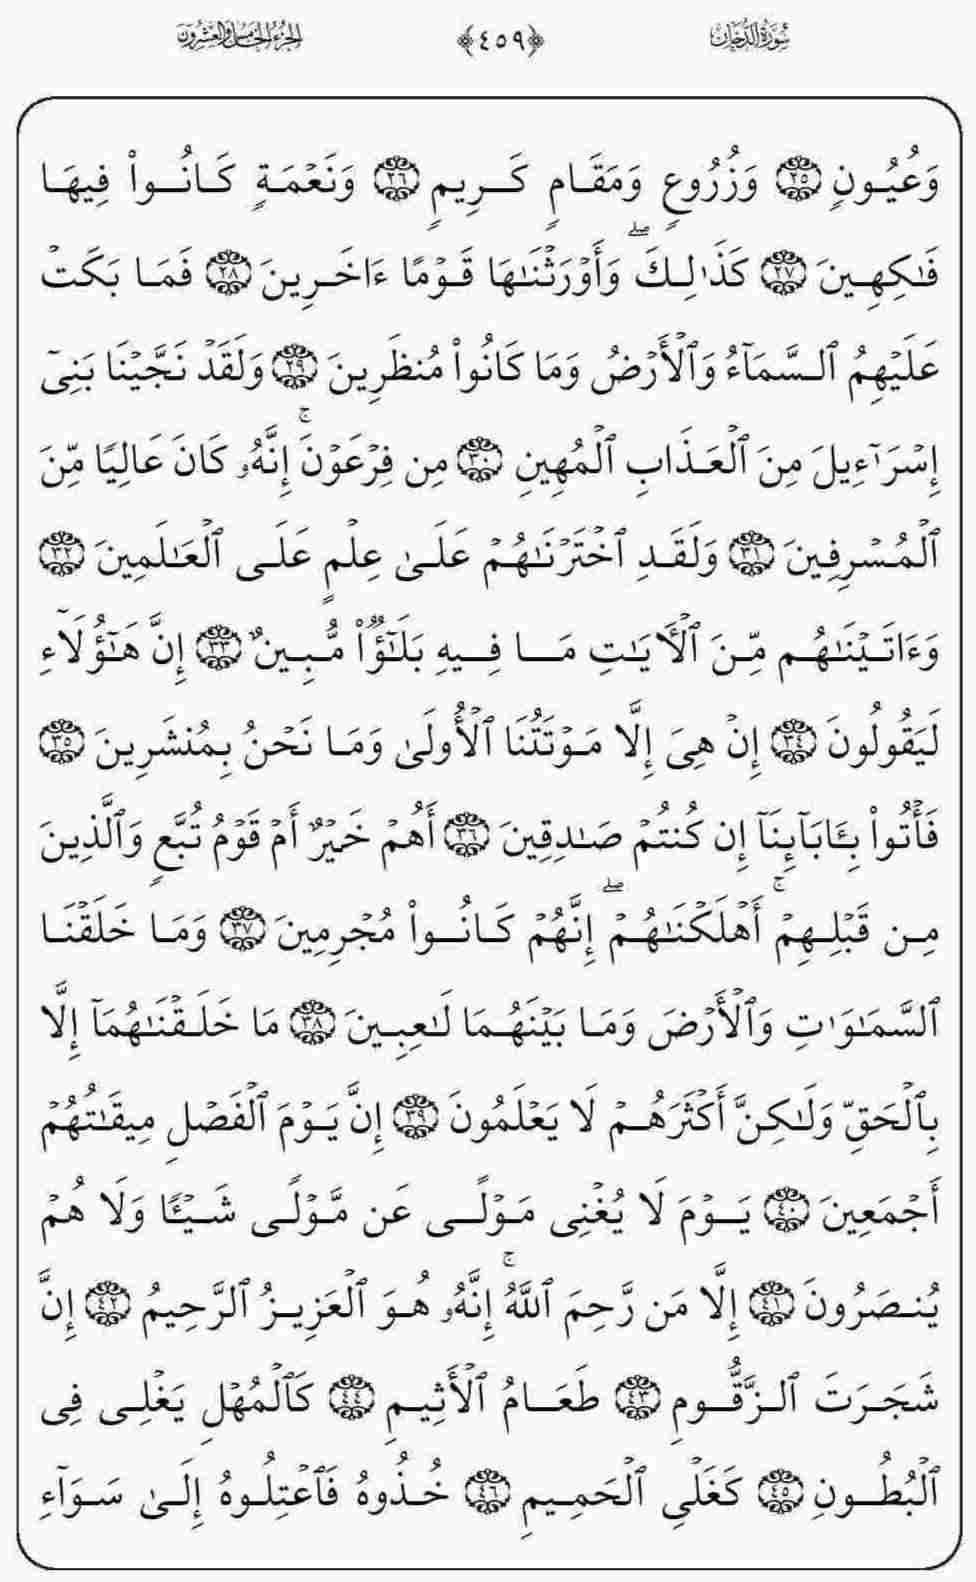 سُورَةُ الدُّخَانِ ﴿٤٥٩﴾ الجُزْءُ الخَامِسُ وَالعِشْرُونَ
وَعُيُونٍ ٢٥ وَزُرُوعٍ وَمَقَامٍ كَرِيمٍ ٢٦ وَنَعْمَةٍ كَانُوا۟ فِيهَا
فَـٰكِهِينَ ٢٧ كَذَٰلِكَ ۖ وَأَوْرَثْنَـٰهَا قَوْمًا ءَاخَرِينَ ٢٨ فَمَا بَكَتْ
عَلَيْهِمُ ٱلسَّمَآءُ وَٱلْأَرْضُ وَمَا كَانُوا۟ مُنظَرِينَ ٢٩ وَلَقَدْ نَجَّيْنَا بَنِىٓ
إِسْرَٰٓءِيلَ مِنَ ٱلْعَذَابِ ٱلْمُهِينِ ٣٠ مِن فِرْعَوْنَ ۚ إِنَّهُۥ كَانَ عَالِيًا مِّنَ
ٱلْمُسْرِفِينَ ٣١ وَلَقَدِ ٱخْتَرْنَـٰهُمْ عَلَىٰ عِلْمٍ عَلَى ٱلْعَـٰلَمِينَ ٣٢
وَءَاتَيْنَـٰهُم مِّنَ ٱلْـَٔايَـٰتِ مَا فِيهِ بَلَـٰٓؤٌا۟ مُّبِينٌ ٣٣ إِنَّ هَـٰٓؤُلَآءِ
لَيَقُولُونَ ٣٤ إِنْ هِىَ إِلَّا مَوْتَتُنَا ٱلْأُولَىٰ وَمَا نَحْنُ بِمُنشَرِينَ ٣٥
فَأْتُوا۟ بِـَٔابَآئِنَآ إِن كُنتُمْ صَـٰدِقِينَ ٣٦ أَهُمْ خَيْرٌ أَمْ قَوْمُ تُبَّعٍ وَٱلَّذِينَ
مِن قَبْلِهِمْ ۚ أَهْلَكْنَـٰهُمْ ۖ إِنَّهُمْ كَانُوا۟ مُجْرِمِينَ ٣٧ وَمَا خَلَقْنَا
ٱلسَّمَـٰوَٰتِ وَٱلْأَرْضَ وَمَا بَيْنَهُمَا لَـٰعِبِينَ ٣٨ مَا خَلَقْنَـٰهُمَآ إِلَّا
بِٱلْحَقِّ وَلَـٰكِنَّ أَكْثَرَهُمْ لَا يَعْلَمُونَ ٣٩ إِنَّ يَوْمَ ٱلْفَصْلِ مِيقَـٰتُهُمْ
أَجْمَعِينَ ٤٠ يَوْمَ لَا يُغْنِى مَوْلًى عَن مَّوْلًى شَيْـًٔا وَلَا هُمْ
يُنصَرُونَ ٤١ إِلَّا مَن رَّحِمَ ٱللَّهُ ۚ إِنَّهُۥ هُوَ ٱلْعَزِيزُ ٱلرَّحِيمُ ٤٢ إِنَّ
شَجَرَتَ ٱلزَّقُّومِ ٤٣ طَعَامُ ٱلْأَثِيمِ ٤٤ كَٱلْمُهْلِ يَغْلِى فِى
ٱلْبُطُونِ ٤٥ كَغَلْىِ ٱلْحَمِيمِ ٤٦ خُذُوهُ فَٱعْتِلُوهُ إِلَىٰ سَوَآءِ